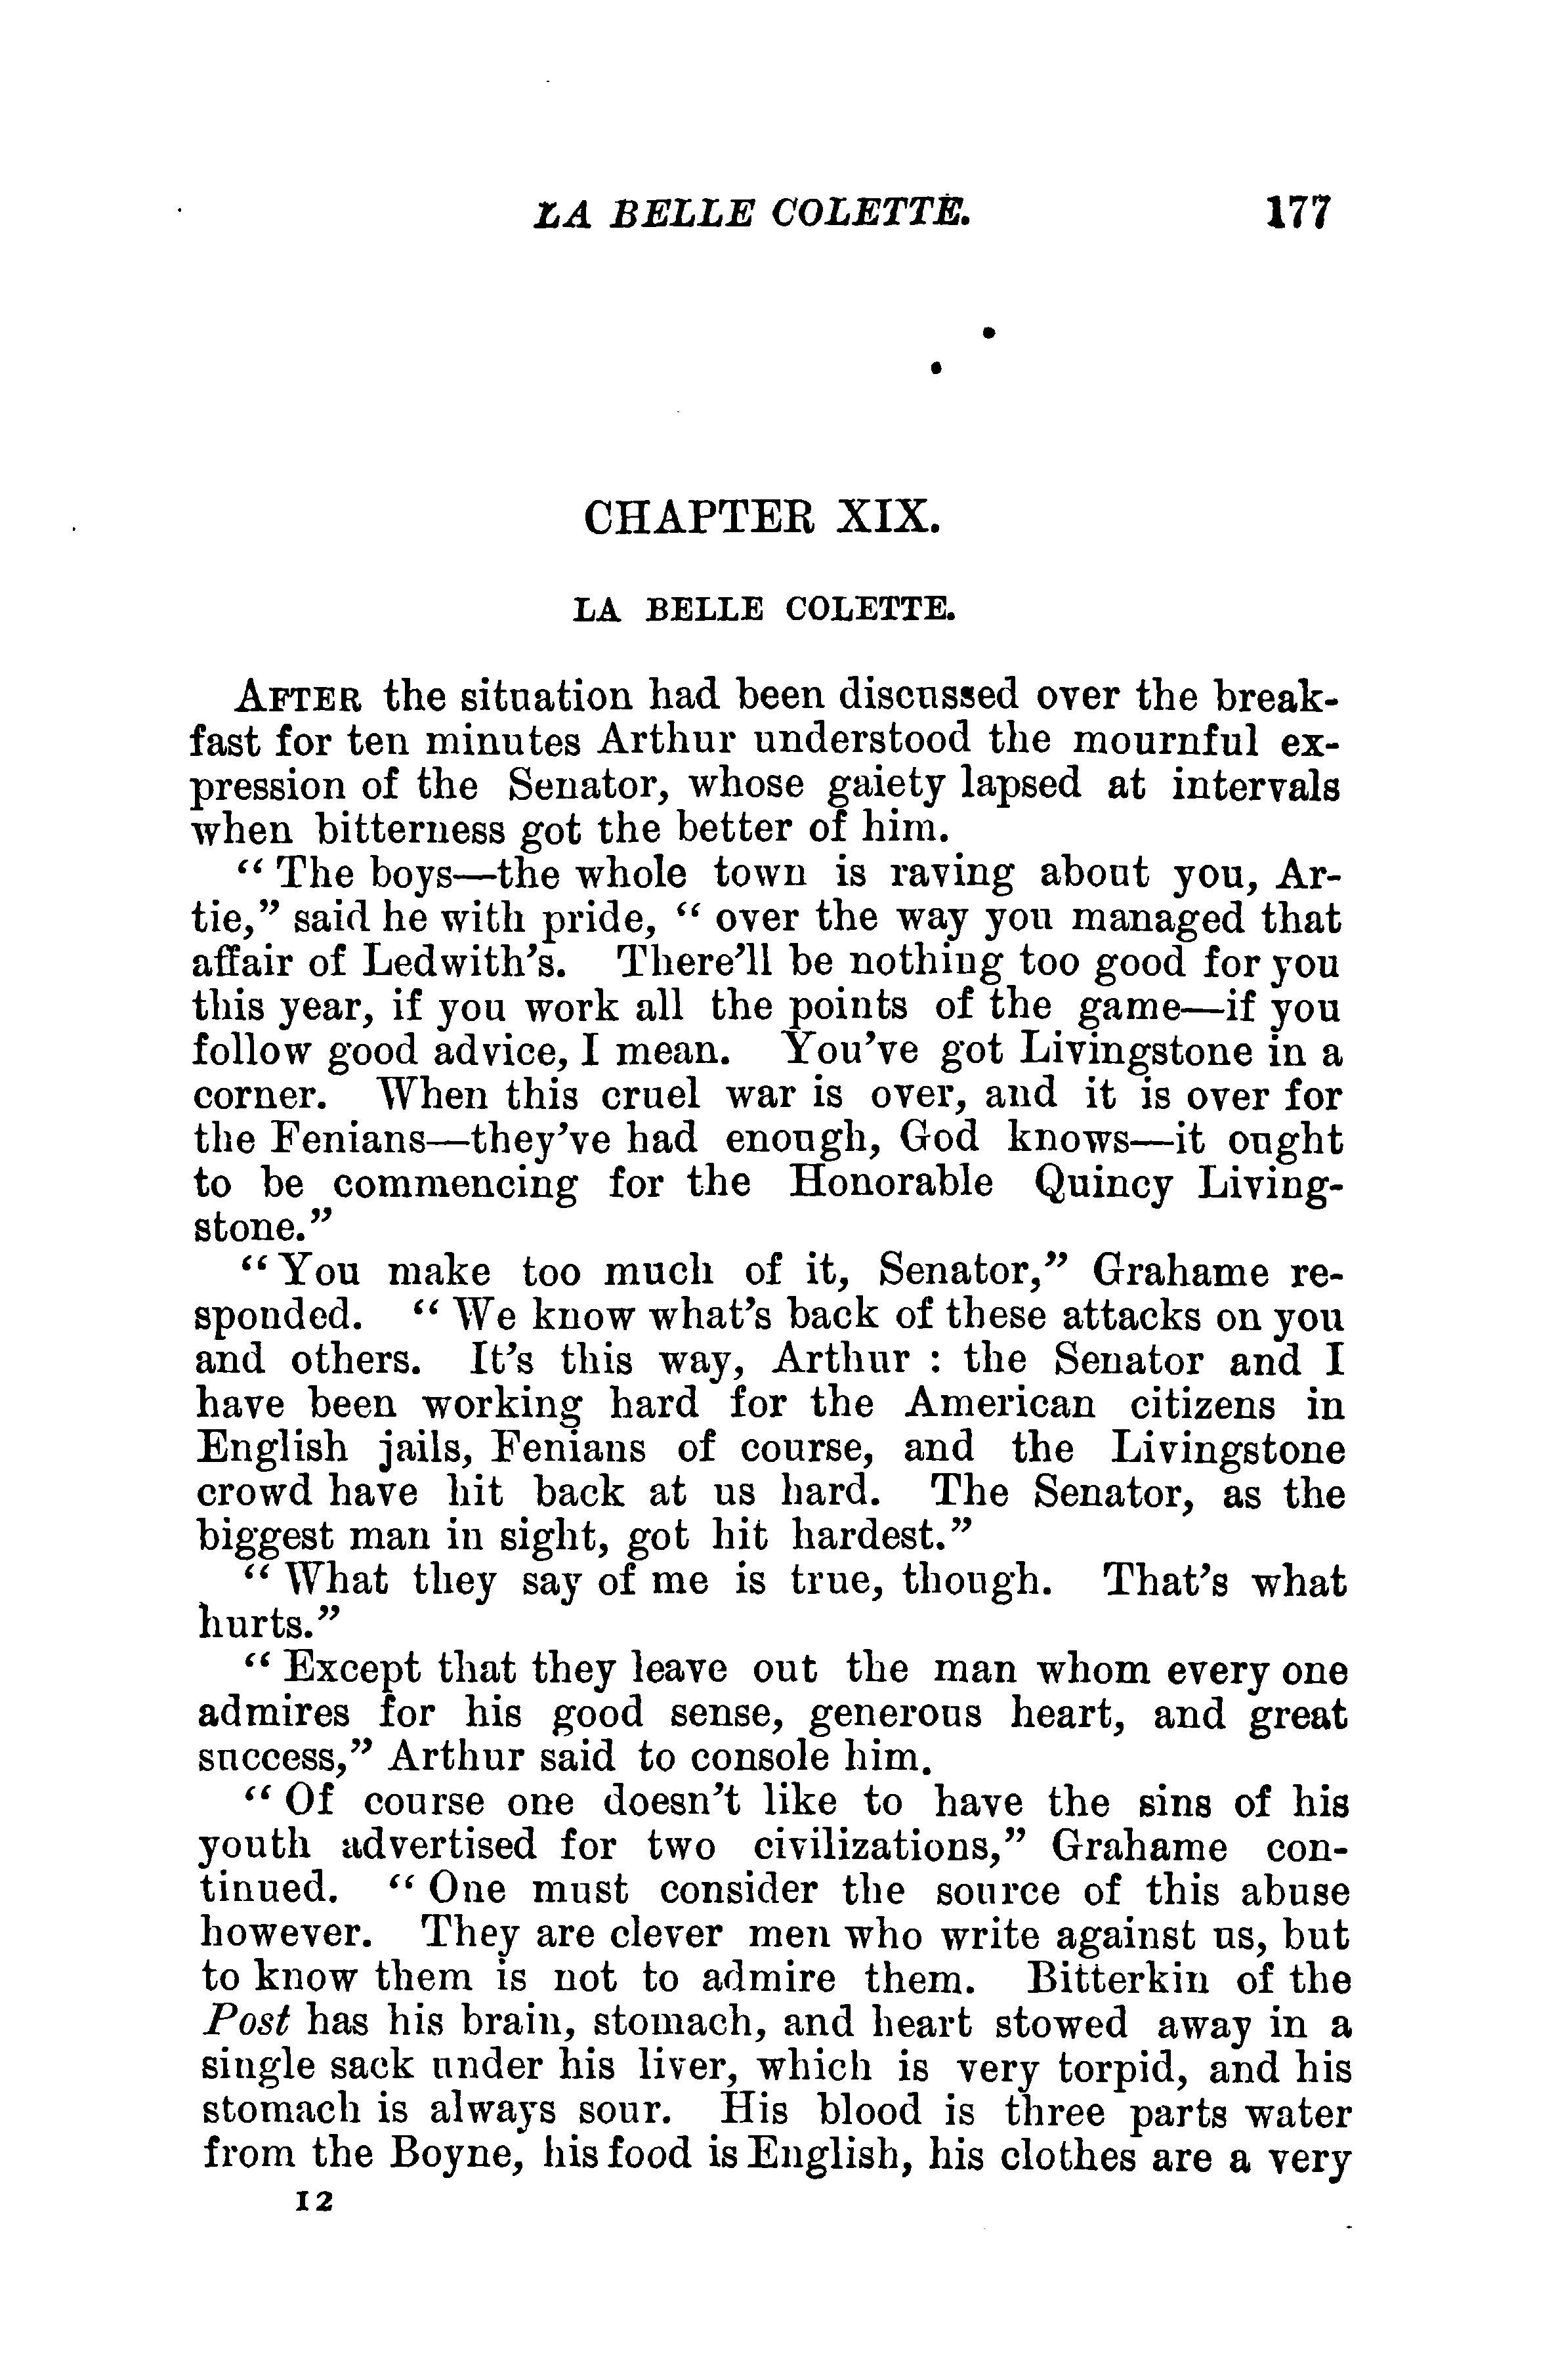 LA BELLE COLETTE. 177
CHAPTER XIX.
LA BELLE COLETTE.
AFTER the situation had been discussed over the break-
fast for ten minutes Arthur understood the mournful ex-
pression of the Senator, whose gaiety lapsed at intervals
when bitterness got the better of him.
“ The boys—the whole town is raving about you, Ar-
tie,” said he with pride, “ over the way you managed that
affair of Ledwith’s. There’ll be nothing too good for you
this year, if you work all the points of the game—if you
follow good advice, I mean. You’ve got Livingstone in a
corner. When this cruel war is over, and it is over for
the Fenians—they’ve had enough, God knows—it ought
to be commencing for the Honorable Quincy Living-
stone.”
“ You make too much of it, Senator,” Grahame re-
sponded. “ We know what’s back of these attacks on you
and others. It’s this way, Arthur : the Senator and I
have been working hard for the American citizens in
English jails, Fenians of course, and the Livingstone
crowd have hit back at us hard. The Senator, as the
biggest man in sight, got hit hardest.”
“ What they say of me is true, though. That’s what
hurts.”
“ Except that they leave out the man whom every one
admires for his good sense, generous heart, and great
success,” Arthur said to console him.
“ Of course one doesn’t like to have the sins of his
youth advertised for two civilizations,” Grahame con-
tinued. “ One must consider the source of this abuse
however. They are clever men who write against us, but
to know them is not to admire them. Bitterkin of the
Post has his brain, stomach, and heart stowed away in a
single sack under his liver, which is very torpid, and his
stomach is always sour. His blood is three parts water
from the Boyne, his food is English, his clothes are a very
12